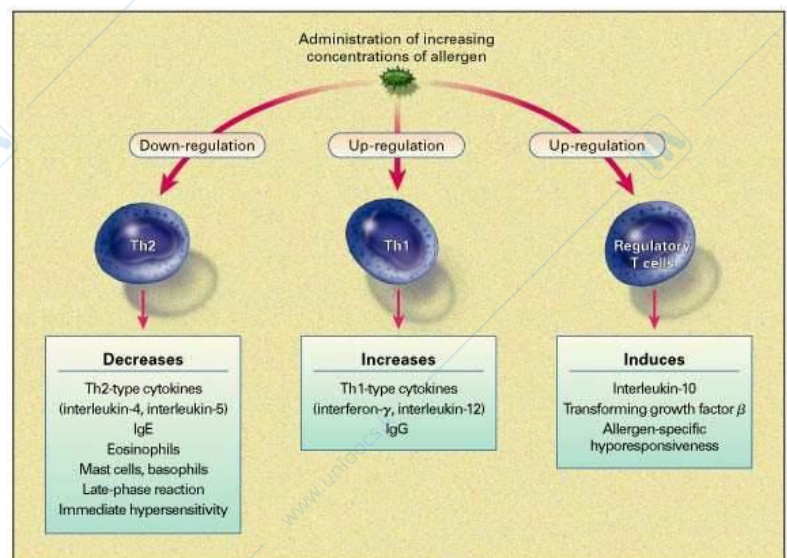 Administration of increasing
concentrations of allergen
Down-regulation
Up-regulation
Up-regulation
Th2
Th1
Regulatory
T cells
Decreases
Th2-type cytokines
(interleukin-4, interleukin-5)
IgE
Eosinophils
Mast cells, basophils
Late-phase reaction
Immediate hypersensitivity
Increases
Th1-type cytokines
(interferon-γ, interleukin-12)
IgG
Induces
Interleukin-10
Transforming growth factor β
Allergen-specific
hyporesponsiveness